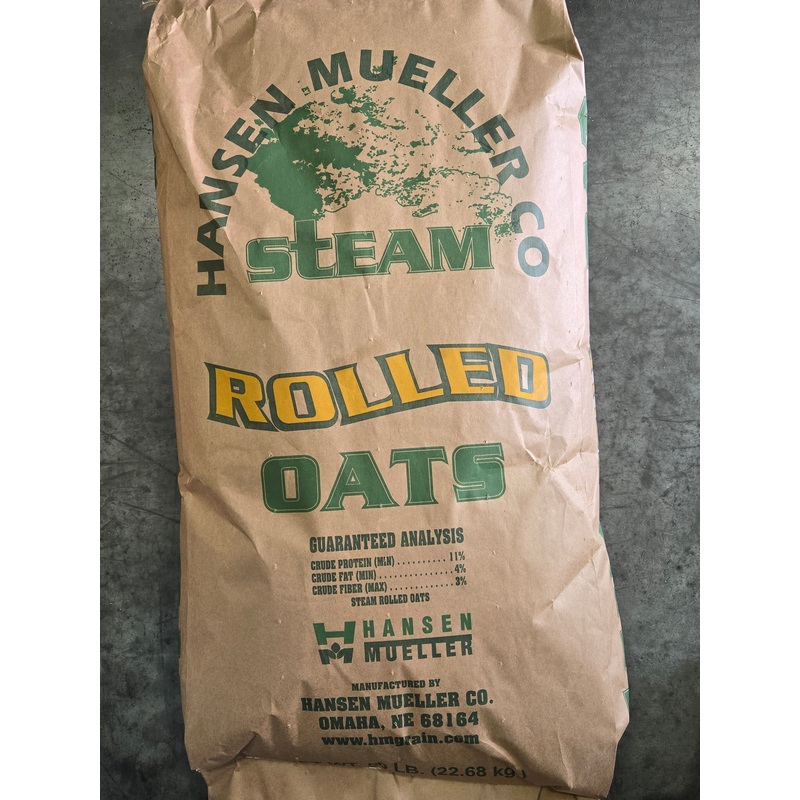 HANSEN MUELLER CO
STEAM
ROLLED
OATS
GUARANTEED ANALYSIS
CRUDE PROTEIN (MIN) .......... 11%
CRUDE FAT (MIN) .............. 4%
CRUDE FIBER (MAX) ............ 3%
STEAM ROLLED OATS
HANSEN
MUELLER
MANUFACTURED BY
HANSEN MUELLER CO.
OMAHA, NE 68164
www.hmgrain.com
WT. LB. (22.68 kg)